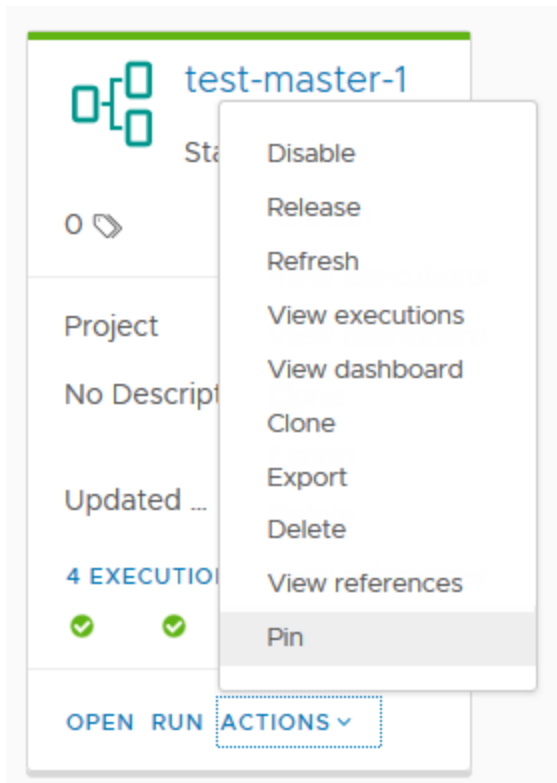 test-master-1
Sta
0
Project
No Descript
Updated ...
4 EXECUTIO
OPEN RUN ACTIONS
Disable
Release
Refresh
View executions
View dashboard
Clone
Export
Delete
View references
Pin